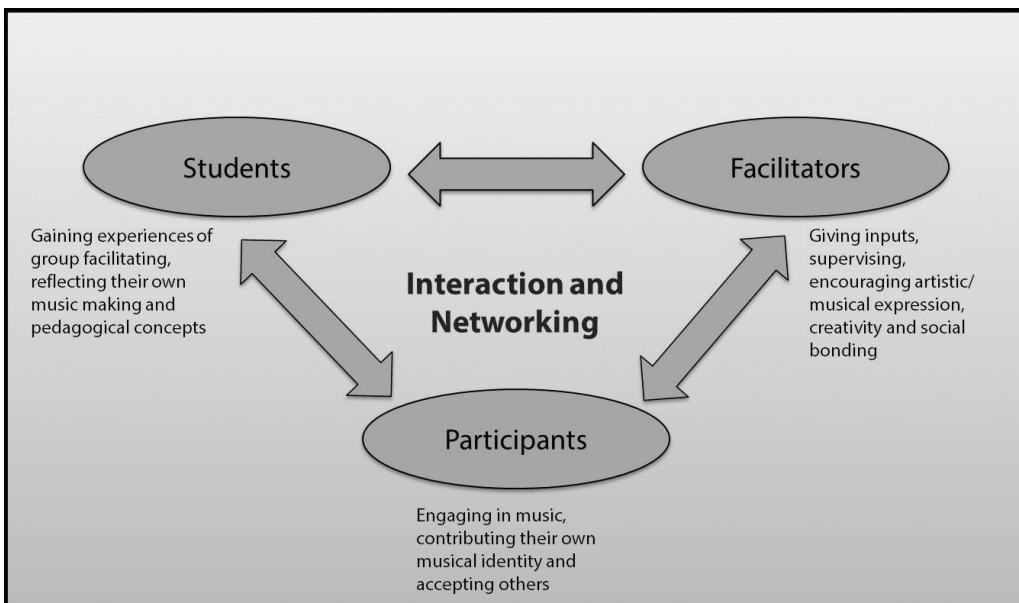 Students
Facilitators
Gaining experiences of
group facilitating,
reflecting their own
music making and
pedagogical concepts
Interaction and
Networking
Giving inputs,
supervising,
encouraging artistic/
musical expression,
creativity and social
bonding
Participants
Engaging in music,
contributing their own
musical identity and
accepting others